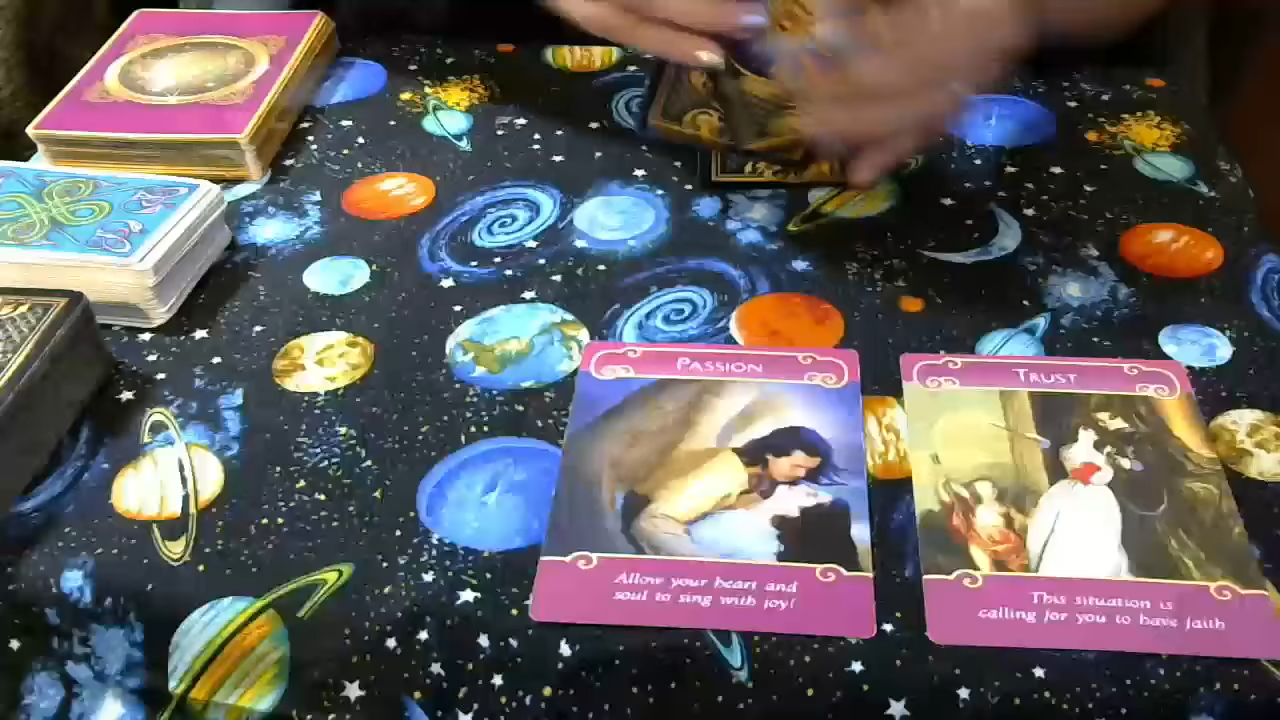 PASSION
Allow your heart and
soul to sing with joy!
TRUST
This situation is
calling for you to have faith